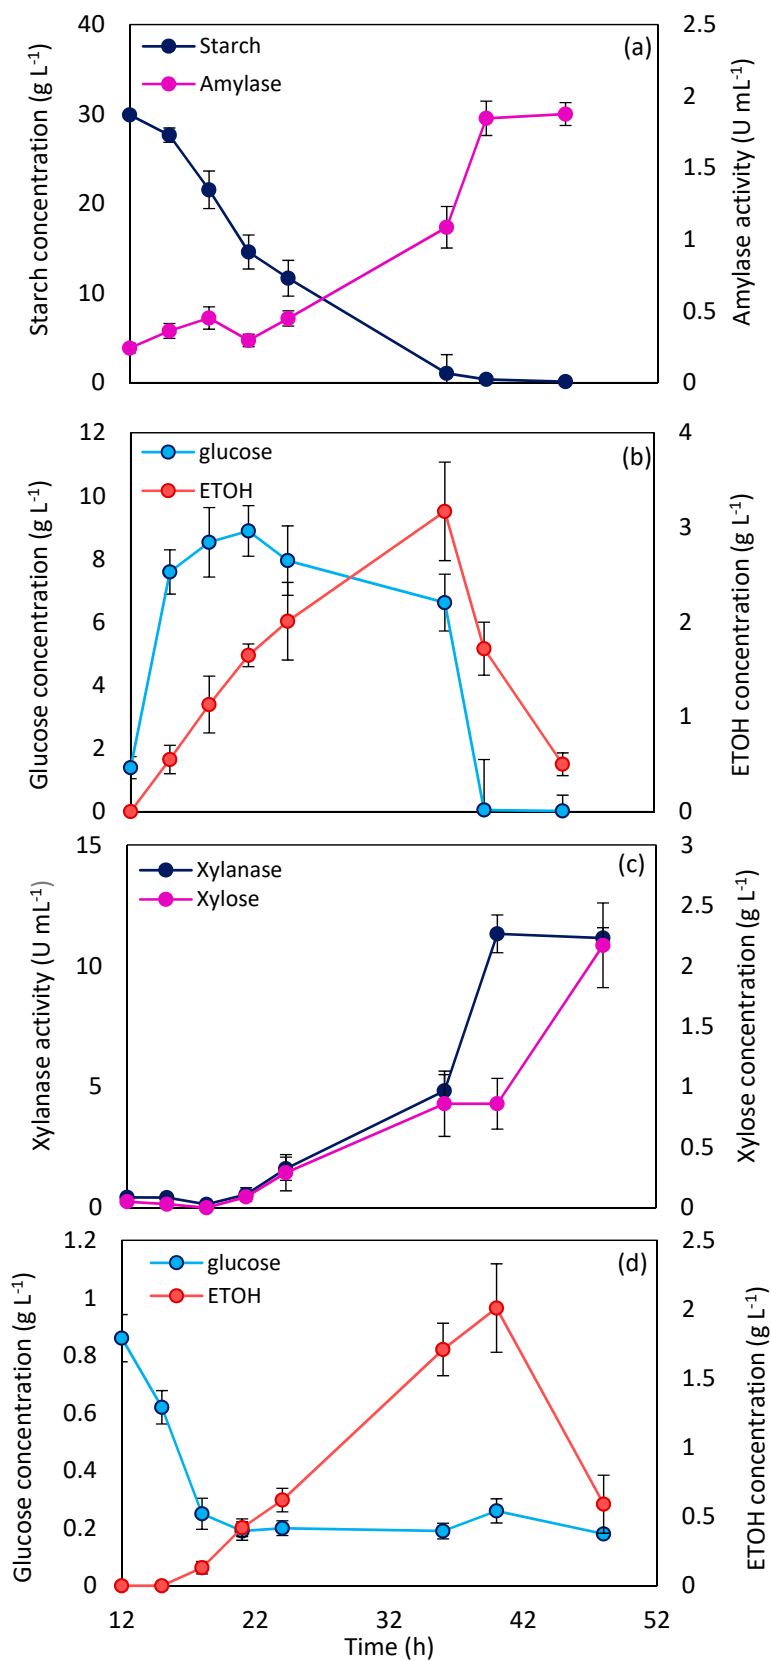 40
30
20
10
0
Starch concentration (g L-1)
Starch
Amylase
(a)
2.5
2
1.5
1
0.5
0
Amylase activity (U mL-1)
12
10
8
6
4
2
0
Glucose concentration (g L-1)
glucose
ETOH
(b)
4
3
2
1
0
ETOH concentration (g L-1)
15
10
5
0
Xylanase activity (U mL-1)
Xylanase
Xylose
(c)
3
2.5
2
1.5
1
0.5
0
Xylose concentration (g L-1)
1.2
1
0.8
0.6
0.4
0.2
0
Glucose concentration (g L-1)
glucose
ETOH
(d)
2.5
2
1.5
1
0.5
0
ETOH concentration (g L-1)
12 22 32 42 52
Time (h)